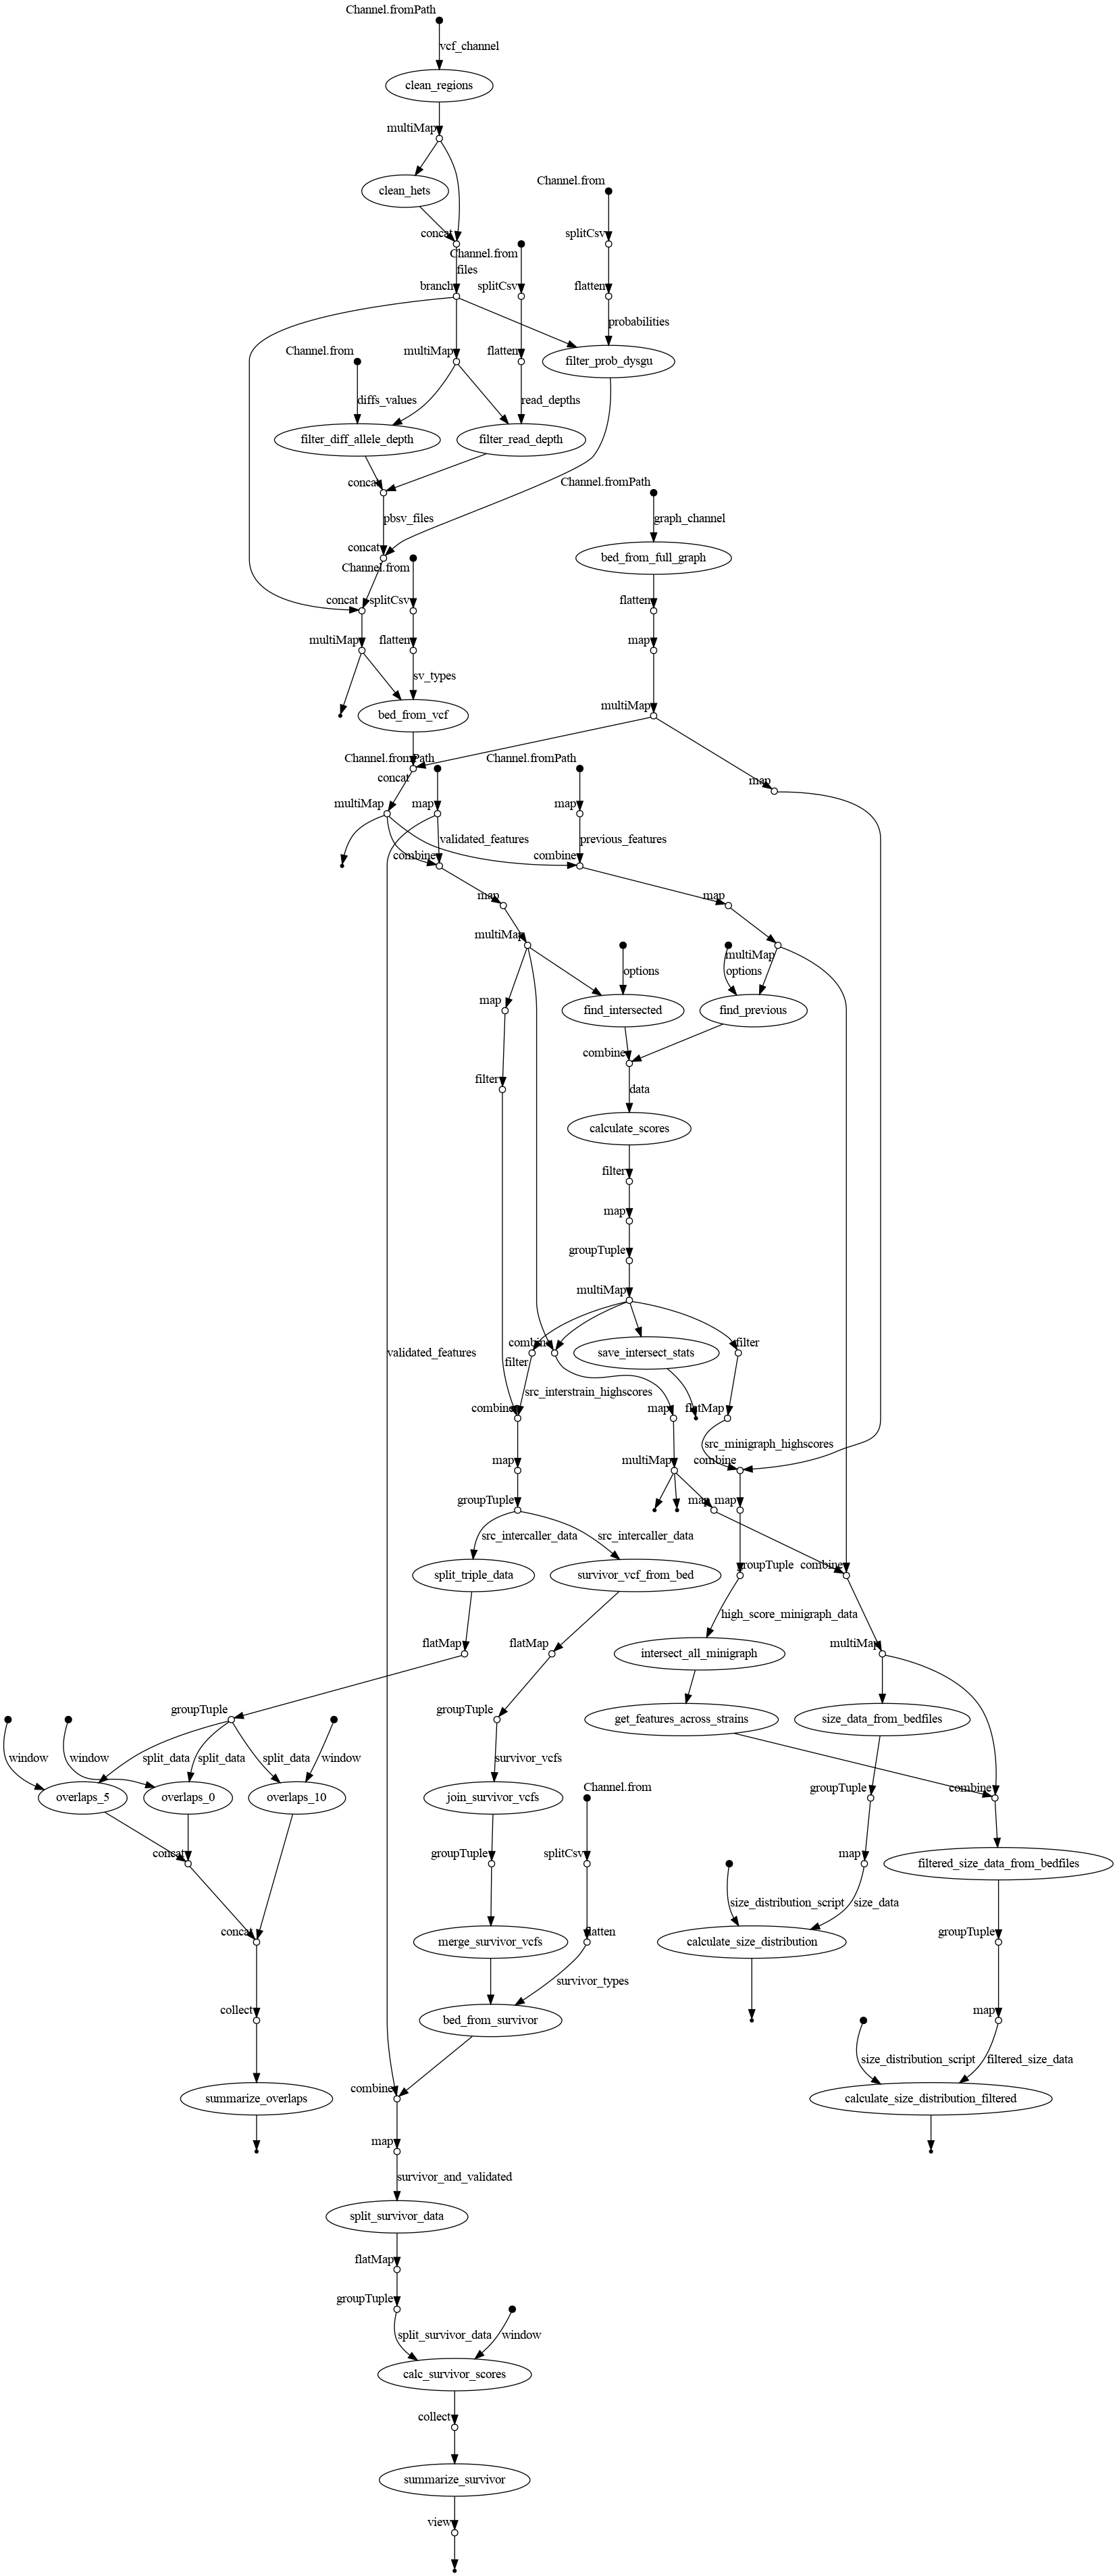 Channel.fromPath
vcf_channel
clean_regions
multiMap
Channel.from
clean_hets
concat
splitCsv
Channel.from
files
branch
splitCsv
flatten
probabilities
Channel.from
multiMap
flatten
filter_prob_dysgu
diffs_values
read_depths
filter_diff_allele_depth
filter_read_depth
concat
Channel.fromPath
pbsv_files
graph_channel
concat
bed_from_full_graph
Channel.from
concat
splitCsv
flatten
multiMap
flatten
map
sv_types
multiMap
bed_from_vcf
Channel.fromPath
Channel.fromPath
concat
map
multiMap
map
map
validated_features
previous_features
combine
combine
map
map
multiMap
multiMap
options
options
map
find_intersected
find_previous
combine
filter
data
calculate_scores
filter
map
groupTuple
multiMap
validated_features
combine
filter
save_intersect_stats
filter
src_interstrain_highscores
combine
map
flatMap
src_minigraph_highscores
map
multiMap
combine
groupTuple
map
map
src_intercaller_data
src_intercaller_data
groupTuple
combine
split_triple_data
survivor_vcf_from_bed
high_score_minigraph_data
flatMap
flatMap
intersect_all_minigraph
multiMap
groupTuple
groupTuple
get_features_across_strains
size_data_from_bedfiles
window
window
split_data
split_data
split_data
window
survivor_vcfs
overlaps_5
overlaps_0
overlaps_10
join_survivor_vcfs
Channel.from
groupTuple
combine
concat
groupTuple
splitCsv
map
filtered_size_data_from_bedfiles
size_distribution_script
size_data
concat
merge_survivor_vcfs
flatten
calculate_size_distribution
groupTuple
survivor_types
collect
bed_from_survivor
map
size_distribution_script
filtered_size_data
summarize_overlaps
combine
calculate_size_distribution_filtered
map
survivor_and_validated
split_survivor_data
flatMap
groupTuple
split_survivor_data
window
calc_survivor_scores
collect
summarize_survivor
view